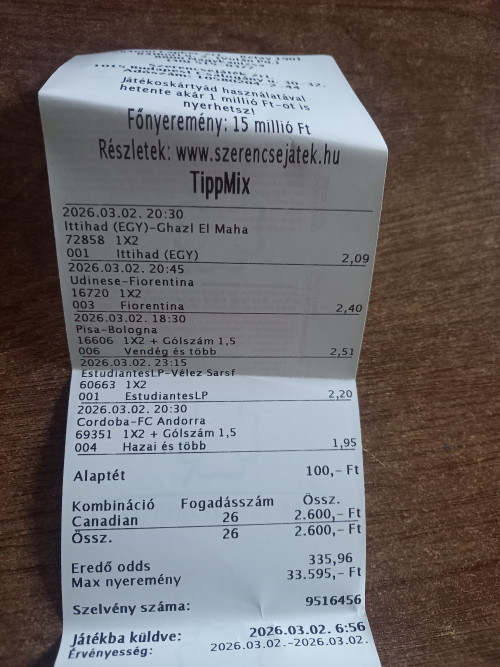 Szerencsejáték Zrt.
Játékoskártyád használatával
hetente akár 1 millió Ft-ot is
nyerhetsz!
Főnyeremény: 15 millió Ft
Részletek: www.szerencsejatek.hu
TippMix
2026.03.02. 20:30
Ittihad (EGY)-Ghazl El Maha
72858 1X2
001 Ittihad (EGY) 2,09
2026.03.02. 20:45
Udinese-Fiorentina
16720 1X2
003 Fiorentina 2,40
2026.03.02. 18:30
Pisa-Bologna
16606 1X2 + Gólszám 1,5
006 Vendég és több 2,51
2026.03.02. 23:15
EstudiantesLP-Vélez Sarsf
60663 1X2
001 EstudiantesLP 2,20
2026.03.02. 20:30
Cordoba-FC Andorra
69351 1X2 + Gólszám 1,5
004 Hazai és több 1,95
Alaptét 100,- Ft
Kombináció Fogadásszám Össz.
Canadian 26 2.600,- Ft
Össz. 26 2.600,- Ft
Eredő odds 335,96
Max nyeremény 33.595,- Ft
Szelvény száma: 9516456
Játékba küldve: 2026.03.02. 6:56
Érvényesség: 2026.03.02.-2026.03.02.